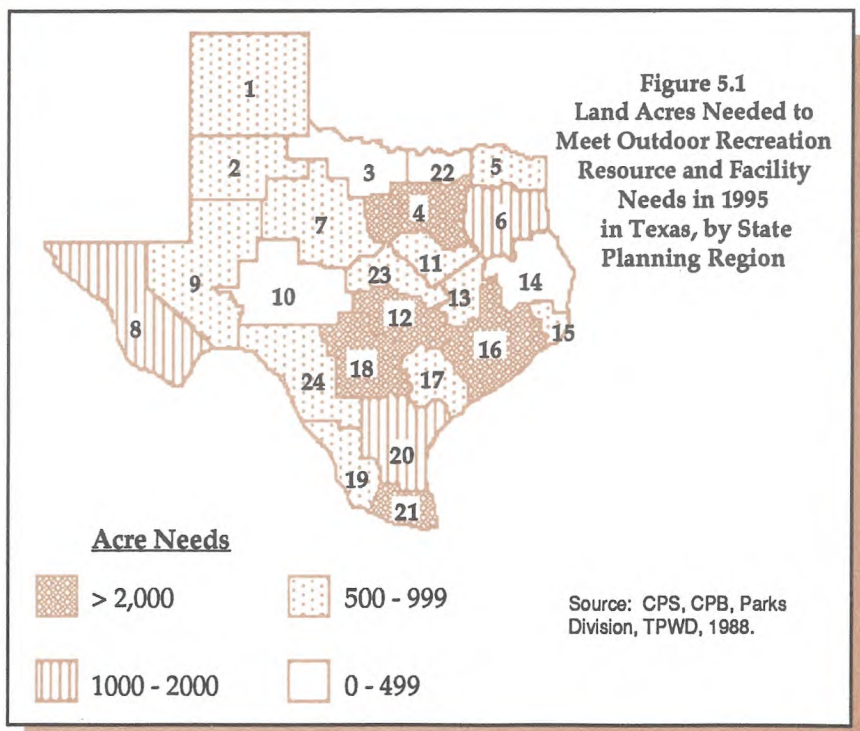 Figure 5.1
Land Acres Needed to
Meet Outdoor Recreation
Resource and Facility
Needs in 1995
in Texas, by State
Planning Region
1
2
3
22
5
4
6
7
11
23
9
10
14
13
8
12
15
16
18
17
24
20
19
21
Acre Needs
> 2,000
500 - 999
1000 - 2000
0 - 499
Source: CPS, CPB, Parks
Division, TPWD, 1988.